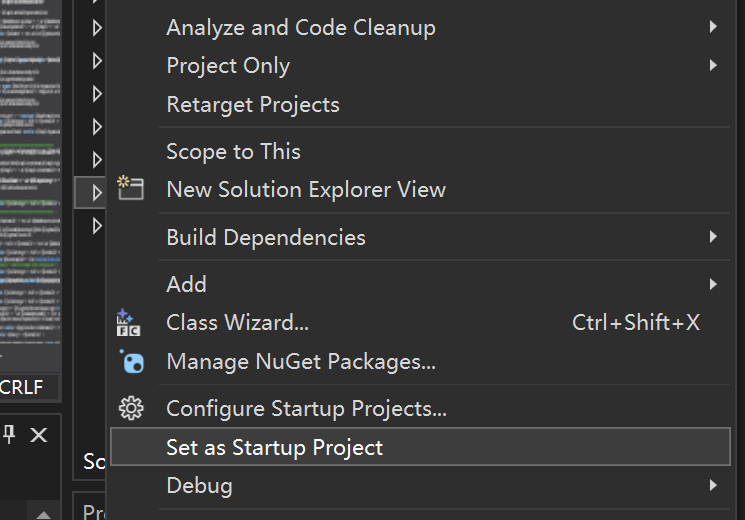 Analyze and Code Cleanup
Project Only
Retarget Projects
Scope to This
New Solution Explorer View
Build Dependencies
Add
Class Wizard... Ctrl+Shift+X
Manage NuGet Packages...
CRLF
Configure Startup Projects...
Set as Startup Project
So
Debug
Pr